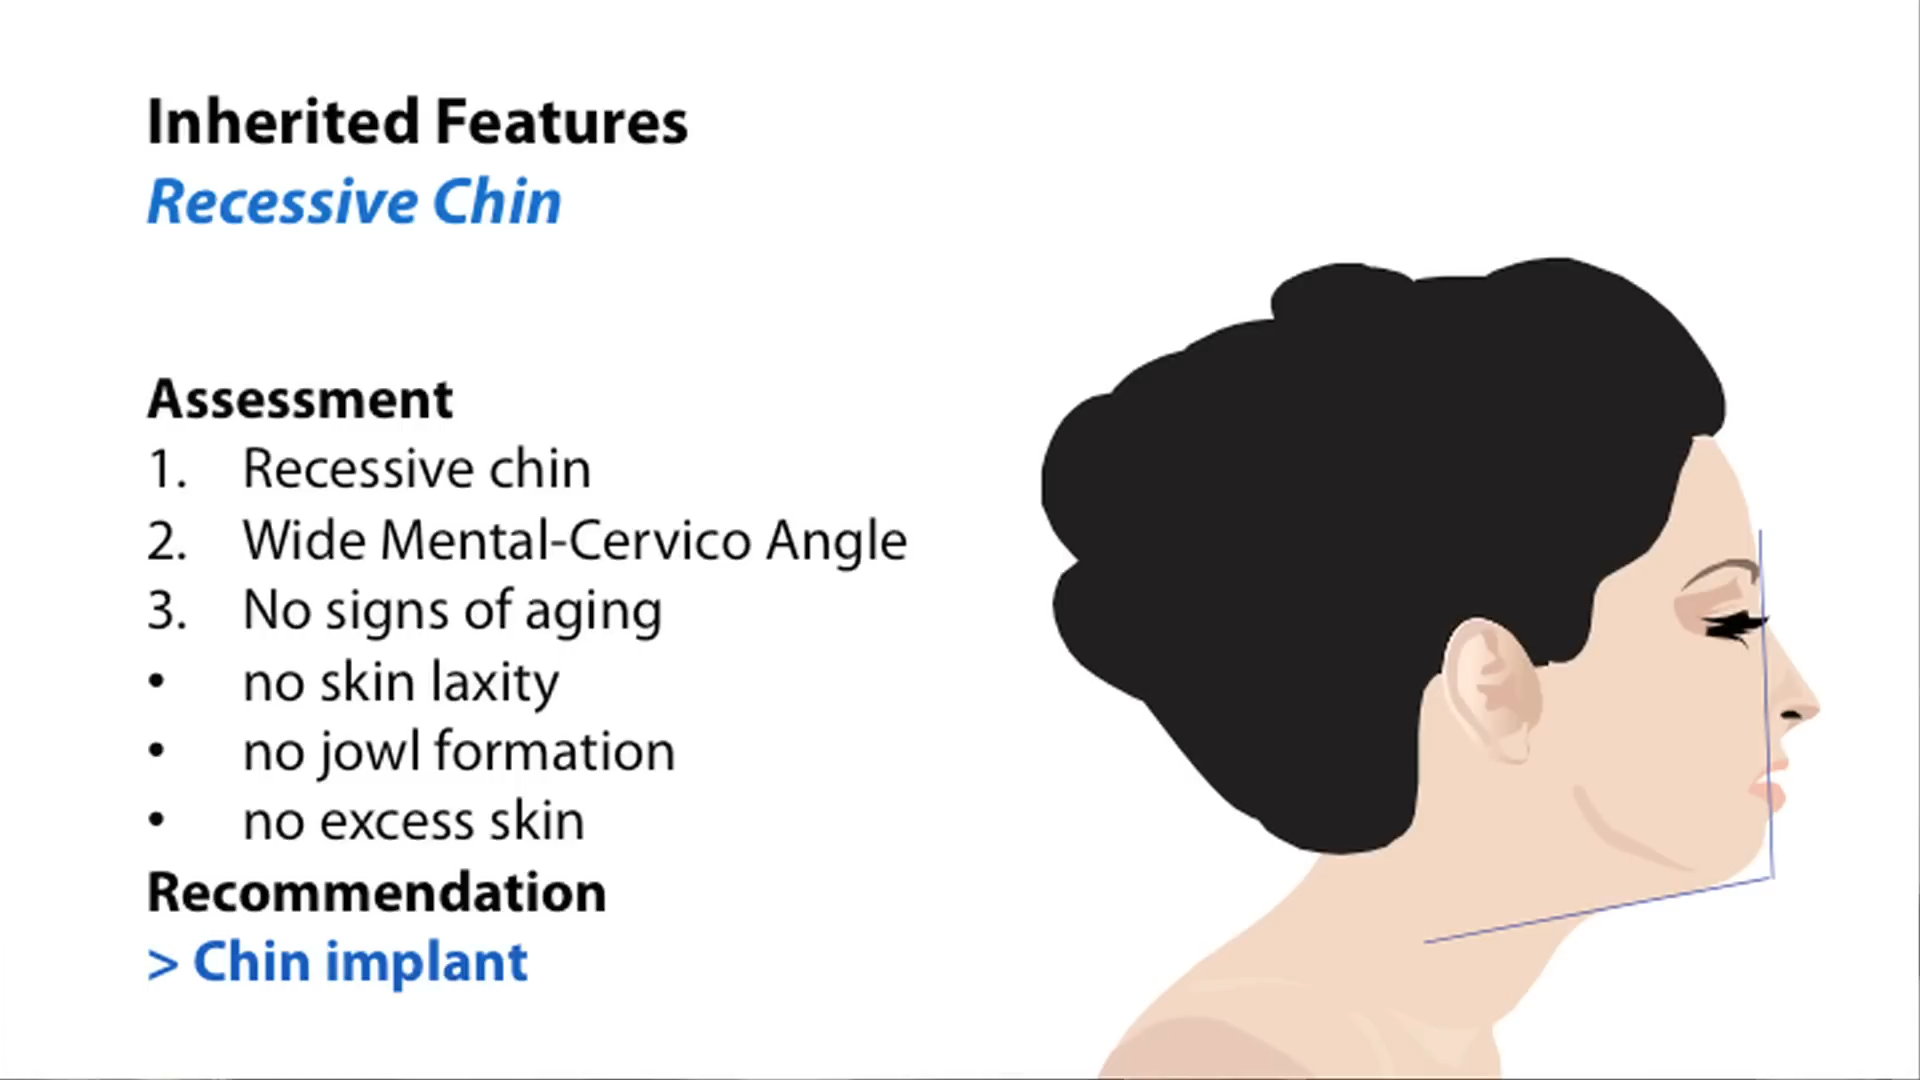 Inherited Features
Recessive Chin
Assessment
1. Recessive chin
2. Wide Mental-Cervico Angle
3. No signs of aging
• no skin laxity
• no jowl formation
• no excess skin
Recommendation
> Chin implant